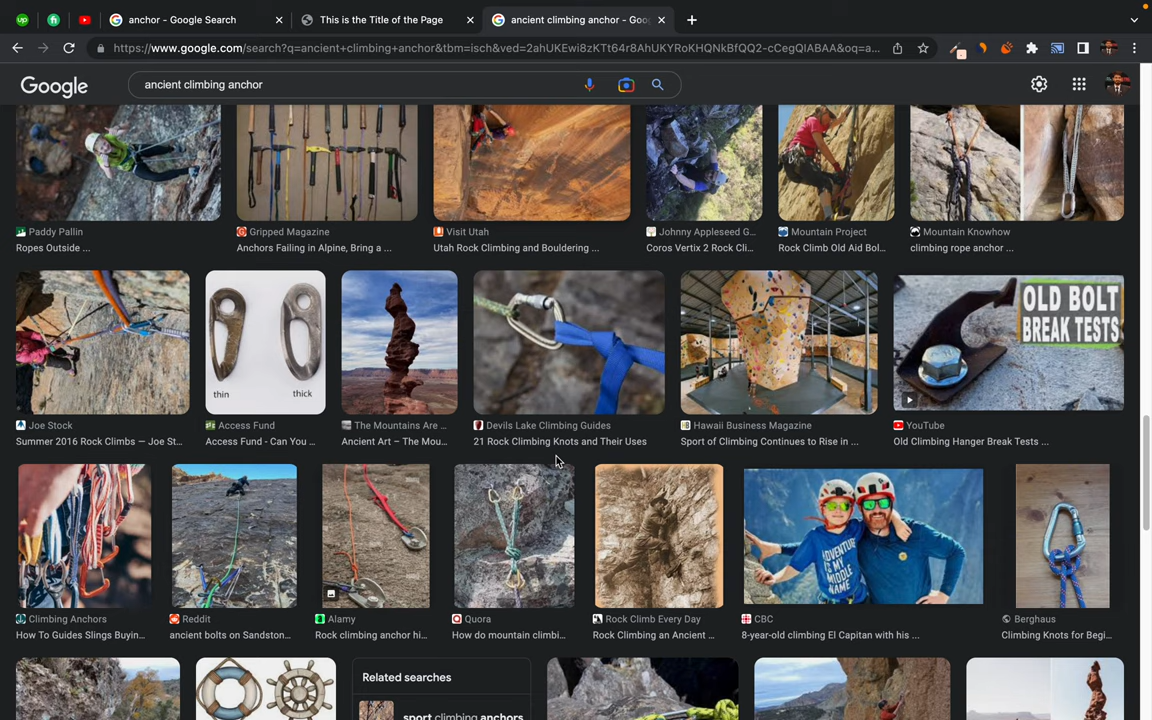 anchor - Google Search
This is the Title of the Page
ancient climbing anchor - Goo
https://www.google.com/search?q=ancient+climbing+anchor&tbm=isch&ved=2ahUKEwi8zKTt64r8AhUKYRoKHQNkBfQQ2-cCegQIABAA&oq=a...
Google
ancient climbing anchor
Paddy Pallin
Ropes Outside ...
Gripped Magazine
Anchors Failing in Alpine, Bring a ...
Visit Utah
Utah Rock Climbing and Bouldering ...
Johnny Appleseed G...
Coros Vertix 2 Rock Cli...
Mountain Project
Rock Climb Old Aid Bol...
Mountain Knowhow
climbing rope anchor ...
thin
thick
OLD BOLT
BREAK TESTS
Joe Stock
Summer 2016 Rock Climbs — Joe St...
Access Fund
Access Fund - Can You ...
The Mountains Are ...
Ancient Art – The Mou...
Devils Lake Climbing Guides
21 Rock Climbing Knots and Their Uses
Hawaii Business Magazine
Sport of Climbing Continues to Rise in ...
YouTube
Old Climbing Hanger Break Tests ...
ADVENTURE
IS MY
MIDDLE
NAME
Climbing Anchors
How To Guides Slings Buyin...
Reddit
ancient bolts on Sandston...
Alamy
Rock climbing anchor hi...
Quora
How do mountain climbi...
Rock Climb Every Day
Rock Climbing an Ancient ...
CBC
8-year-old climbing El Capitan with his ...
Berghaus
Climbing Knots for Begi...
Related searches
sport climbing anchors